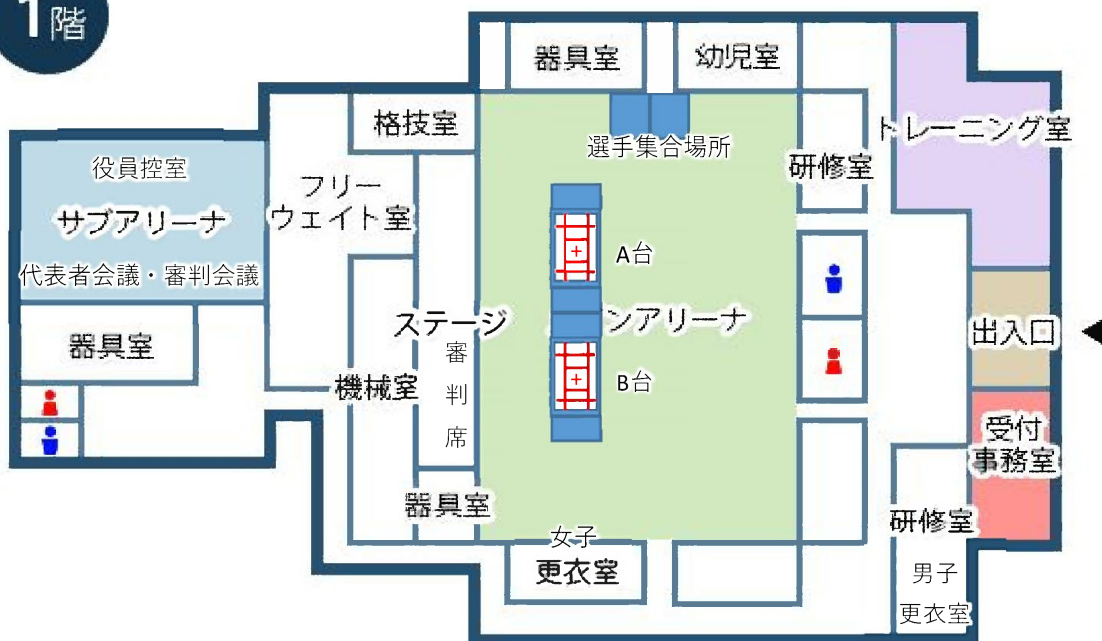 1階
器具室
幼児室
格技室
選手集合場所
トレーニング室
研修室
役員控室
サブアリーナ
代表者会議・審判会議
フリー
ウェイト室
A台
ステージ
ンアリーナ
出入口
器具室
審
判
席
機械室
B台
受付
事務室
器具室
研修室
女子
更衣室
男子
更衣室